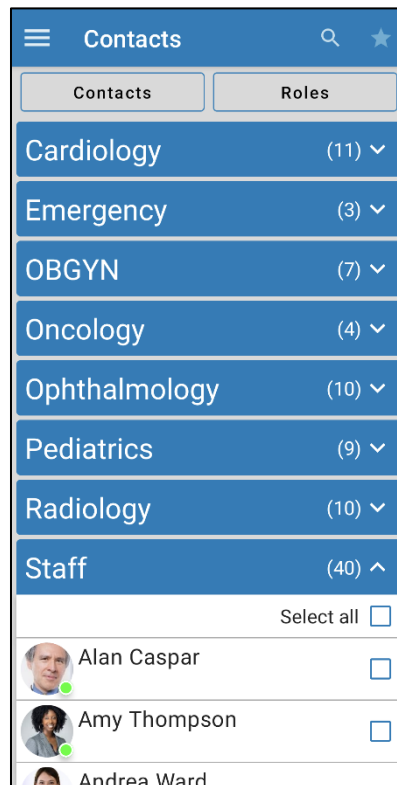 Contacts
Contacts Roles
Cardiology (11)
Emergency (3)
OBGYN (7)
Oncology (4)
Ophthalmology (10)
Pediatrics (9)
Radiology (10)
Staff (40)
Select all
Alan Caspar
Amy Thompson
Andrea Ward